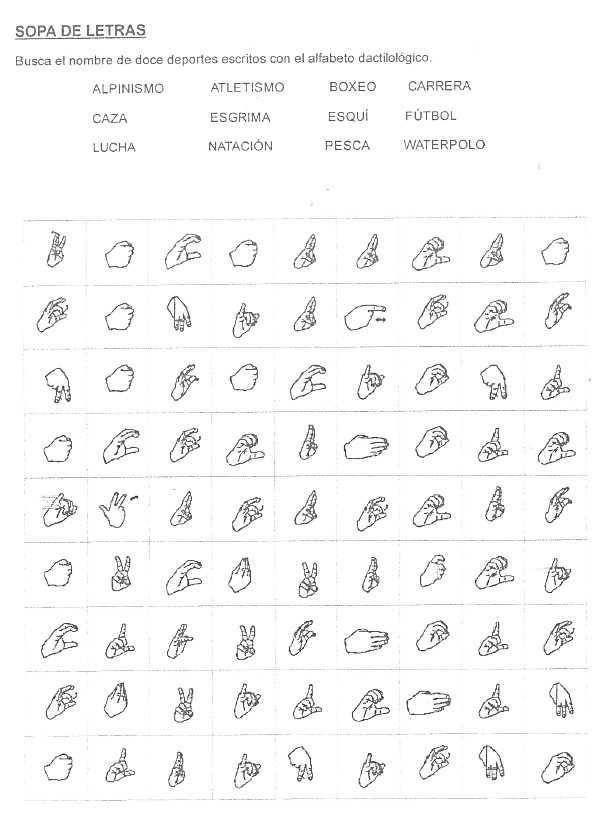 SOPA DE LETRAS
Busca el nombre de doce deportes escritos con el alfabeto dactilológico.
ALPINISMO ATLETISMO BOXEO CARRERA
CAZA ESGRIMA ESQUÍ FÚTBOL
LUCHA NATACIÓN PESCA WATERPOLO